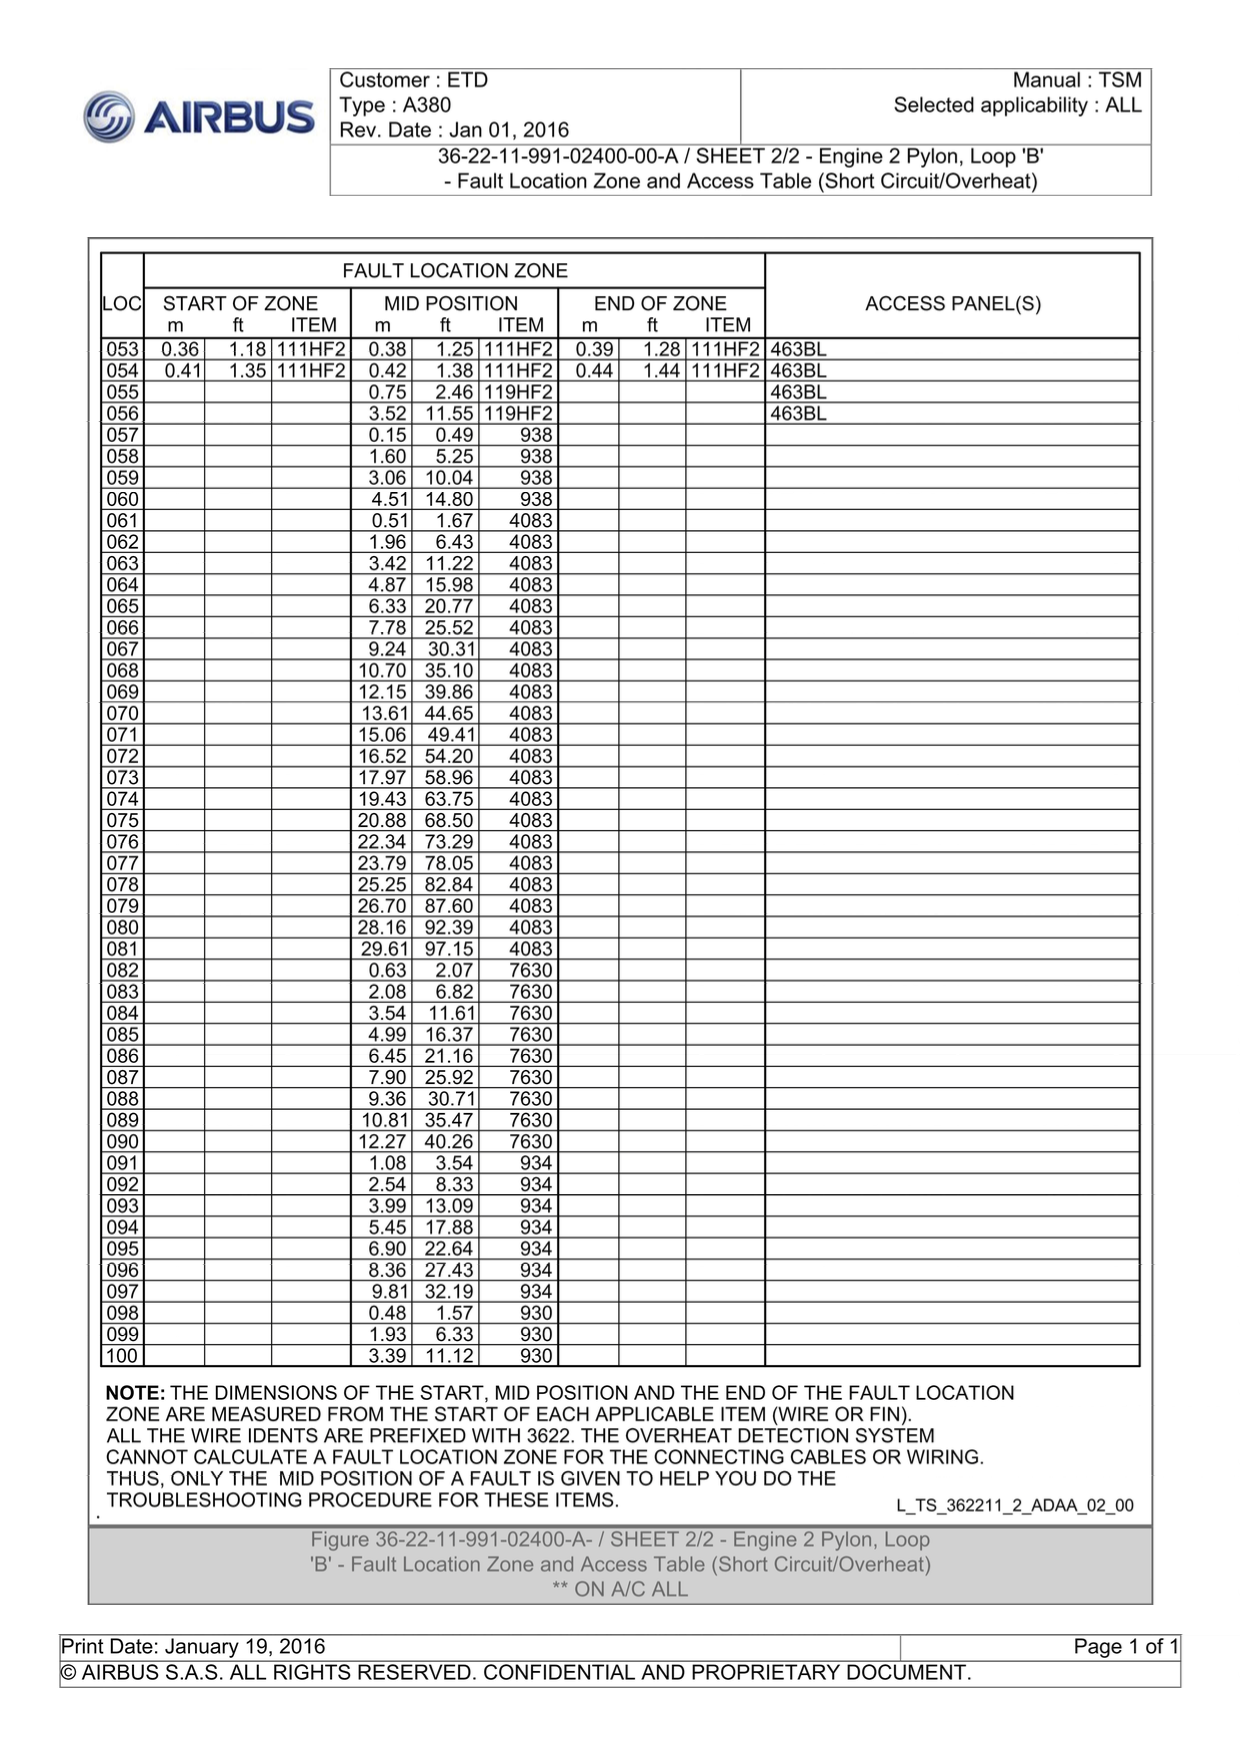 AIRBUS
Customer : ETD
Type : A380
Rev. Date : Jan 01, 2016
Manual : TSM
Selected applicability : ALL
36-22-11-991-02400-00-A / SHEET 2/2 - Engine 2 Pylon, Loop 'B'
- Fault Location Zone and Access Table (Short Circuit/Overheat)
FAULT LOCATION ZONE
LOC START OF ZONE MID POSITION END OF ZONE ACCESS PANEL(S)
m ft ITEM m ft ITEM m ft ITEM
053 0.36 1.18 111HF2 0.38 1.25 111HF2 0.39 1.28 111HF2 463BL
054 0.41 1.35 111HF2 0.42 1.38 111HF2 0.44 1.44 111HF2 463BL
055 0.75 2.46 119HF2 463BL
056 3.52 11.55 119HF2 463BL
057 0.15 0.49 938
058 1.60 5.25 938
059 3.06 10.04 938
060 4.51 14.80 938
061 0.51 1.67 4083
062 1.96 6.43 4083
063 3.42 11.22 4083
064 4.87 15.98 4083
065 6.33 20.77 4083
066 7.78 25.52 4083
067 9.24 30.31 4083
068 10.70 35.10 4083
069 12.15 39.86 4083
070 13.61 44.65 4083
071 15.06 49.41 4083
072 16.52 54.20 4083
073 17.97 58.96 4083
074 19.43 63.75 4083
075 20.88 68.50 4083
076 22.34 73.29 4083
077 23.79 78.05 4083
078 25.25 82.84 4083
079 26.70 87.60 4083
080 28.16 92.39 4083
081 29.61 97.15 4083
082 0.63 2.07 7630
083 2.08 6.82 7630
084 3.54 11.61 7630
085 4.99 16.37 7630
086 6.45 21.16 7630
087 7.90 25.92 7630
088 9.36 30.71 7630
089 10.81 35.47 7630
090 12.27 40.26 7630
091 1.08 3.54 934
092 2.54 8.33 934
093 3.99 13.09 934
094 5.45 17.88 934
095 6.90 22.64 934
096 8.36 27.43 934
097 9.81 32.19 934
098 0.48 1.57 930
099 1.93 6.33 930
100 3.39 11.12 930
NOTE: THE DIMENSIONS OF THE START, MID POSITION AND THE END OF THE FAULT LOCATION
ZONE ARE MEASURED FROM THE START OF EACH APPLICABLE ITEM (WIRE OR FIN).
ALL THE WIRE IDENTS ARE PREFIXED WITH 3622. THE OVERHEAT DETECTION SYSTEM
CANNOT CALCULATE A FAULT LOCATION ZONE FOR THE CONNECTING CABLES OR WIRING.
THUS, ONLY THE MID POSITION OF A FAULT IS GIVEN TO HELP YOU DO THE
TROUBLESHOOTING PROCEDURE FOR THESE ITEMS.
L_TS_362211_2_ADAA_02_00
Figure 36-22-11-991-02400-A- / SHEET 2/2 - Engine 2 Pylon, Loop
'B' - Fault Location Zone and Access Table (Short Circuit/Overheat)
** ON A/C ALL
Print Date: January 19, 2016
Page 1 of 1
© AIRBUS S.A.S. ALL RIGHTS RESERVED. CONFIDENTIAL AND PROPRIETARY DOCUMENT.